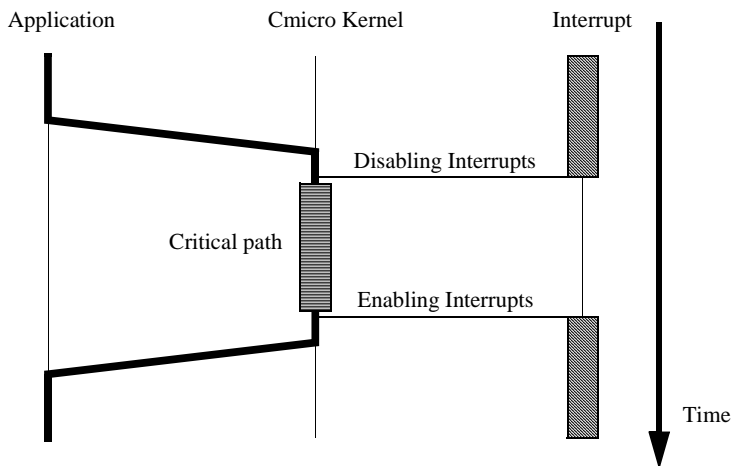 Application
Cmicro Kernel
Interrupt
Disabling Interrupts
Critical path
Enabling Interrupts
Time